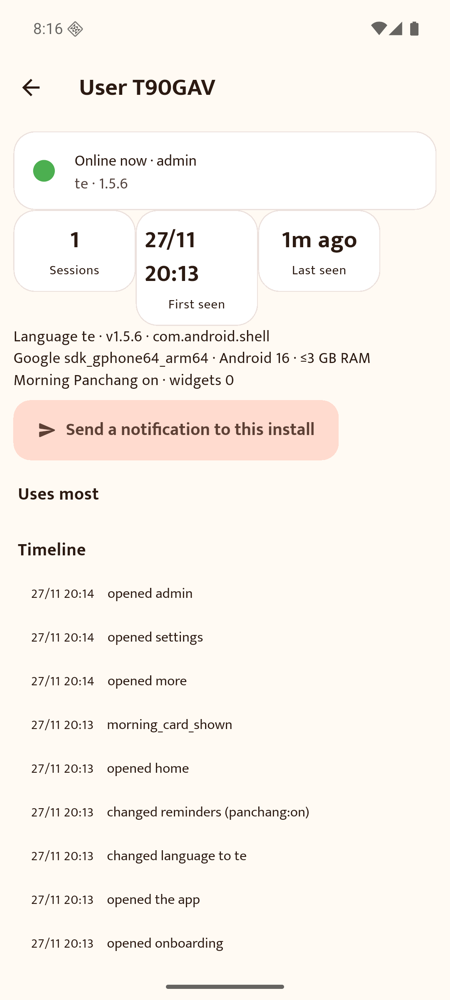 8:16
User T90GAV
Online now · admin
te · 1.5.6
1
Sessions
27/11
20:13
First seen
1m ago
Last seen
Language te · v1.5.6 · com.android.shell
Google sdk_gphone64_arm64 · Android 16 · ≤3 GB RAM
Morning Panchang on · widgets 0
Send a notification to this install
Uses most
Timeline
27/11 20:14 opened admin
27/11 20:14 opened settings
27/11 20:14 opened more
27/11 20:13 morning_card_shown
27/11 20:13 opened home
27/11 20:13 changed reminders (panchang:on)
27/11 20:13 changed language to te
27/11 20:13 opened the app
27/11 20:13 opened onboarding